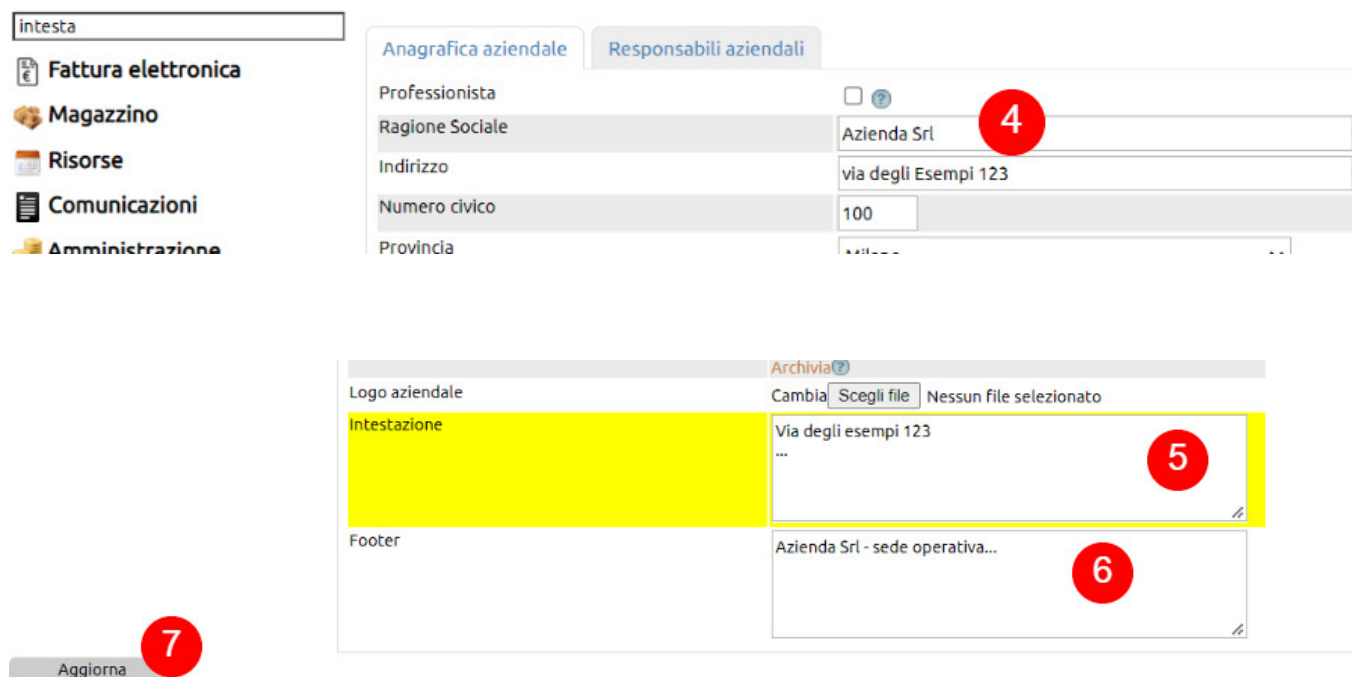 intesta
Fattura elettronica
Magazzino
Risorse
Comunicazioni
Amministrazione
Anagrafica aziendale Responsabili aziendali
Professionista ?
Ragione Sociale Azienda Srl 4
Indirizzo via degli Esempi 123
Numero civico 100
Provincia Milano
Archivia ?
Logo aziendale Cambia Scegli file Nessun file selezionato
Intestazione Via degli esempi 123
...
5
Footer Azienda Srl - sede operativa...
6
7
Aggiorna